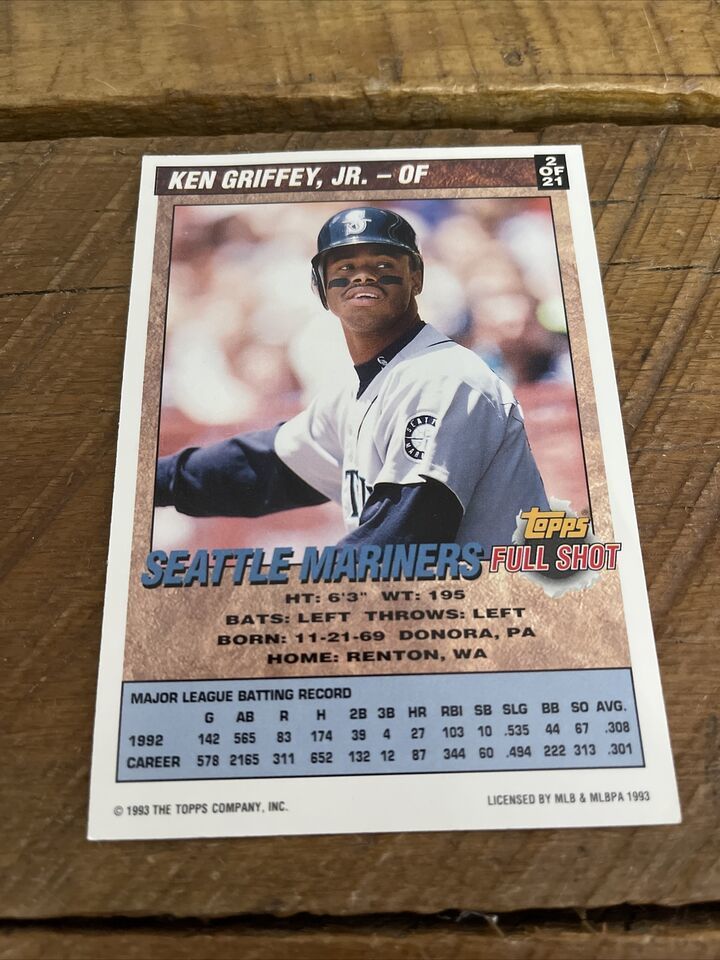 KEN GRIFFEY, JR. – OF
2 OF 21
S
SEATT
MAR
TI
TOPPS
SEATTLE MARINERS FULL SHOT
HT: 6'3" WT: 195
BATS: LEFT THROWS: LEFT
BORN: 11-21-69 DONORA, PA
HOME: RENTON, WA
MAJOR LEAGUE BATTING RECORD
G AB R H 2B 3B HR RBI SB SLG BB SO AVG.
1992 142 565 83 174 39 4 27 103 10 .535 44 67 .308
CAREER 578 2165 311 652 132 12 87 344 60 .494 222 313 .301
© 1993 THE TOPPS COMPANY, INC.
LICENSED BY MLB & MLBPA 1993